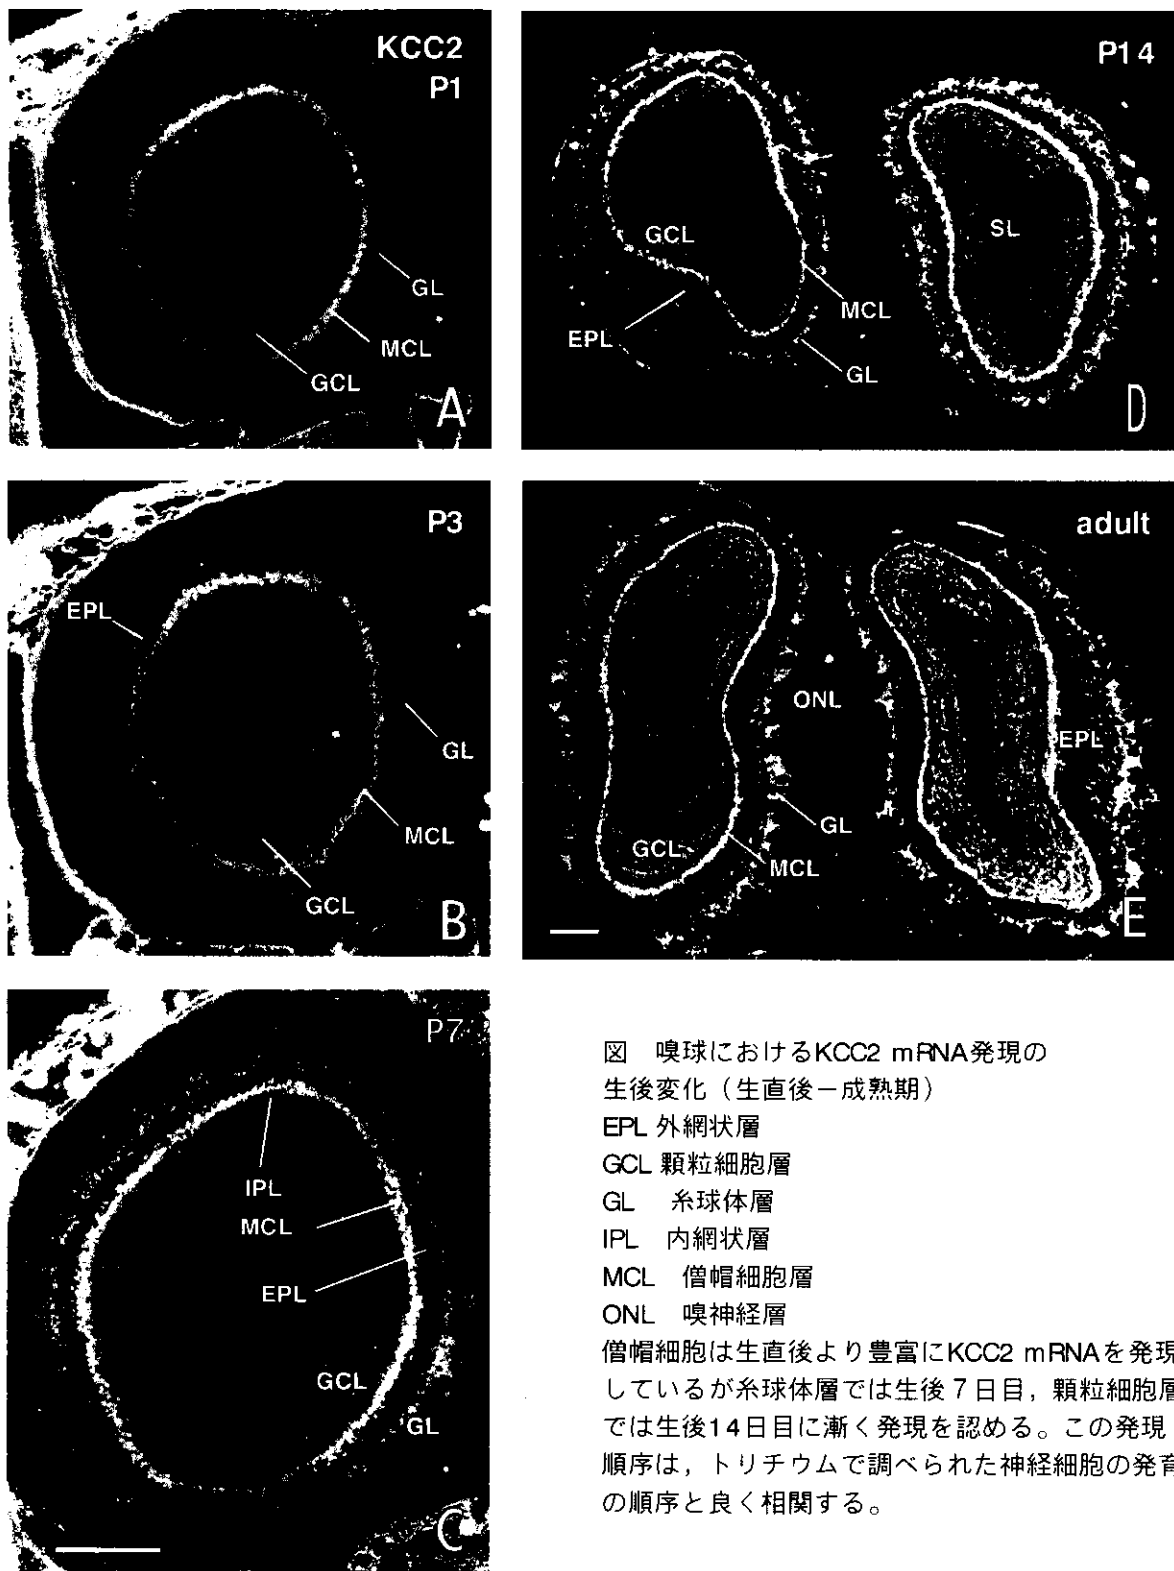 KCC2
P1
GL
MCL
GCL
A
P14
GCL
SL
MCL
EPL
GL
D
P3
EPL
GL
MCL
GCL
B
adult
ONL
EPL
GL
GCL
MCL
E
P7
IPL
MCL
EPL
GCL
GL
C
図 嗅球におけるKCC2 mRNA発現の
生後変化（生直後－成熟期）
EPL 外網状層
GCL 顆粒細胞層
GL 糸球体層
IPL 内網状層
MCL 僧帽細胞層
ONL 嗅神経層
僧帽細胞は生直後より豊富にKCC2 mRNAを発現
しているが糸球体層では生後7日目，顆粒細胞層
では生後14日目に漸く発現を認める。この発現
順序は，トリチウムで調べられた神経細胞の発育
の順序と良く相関する。